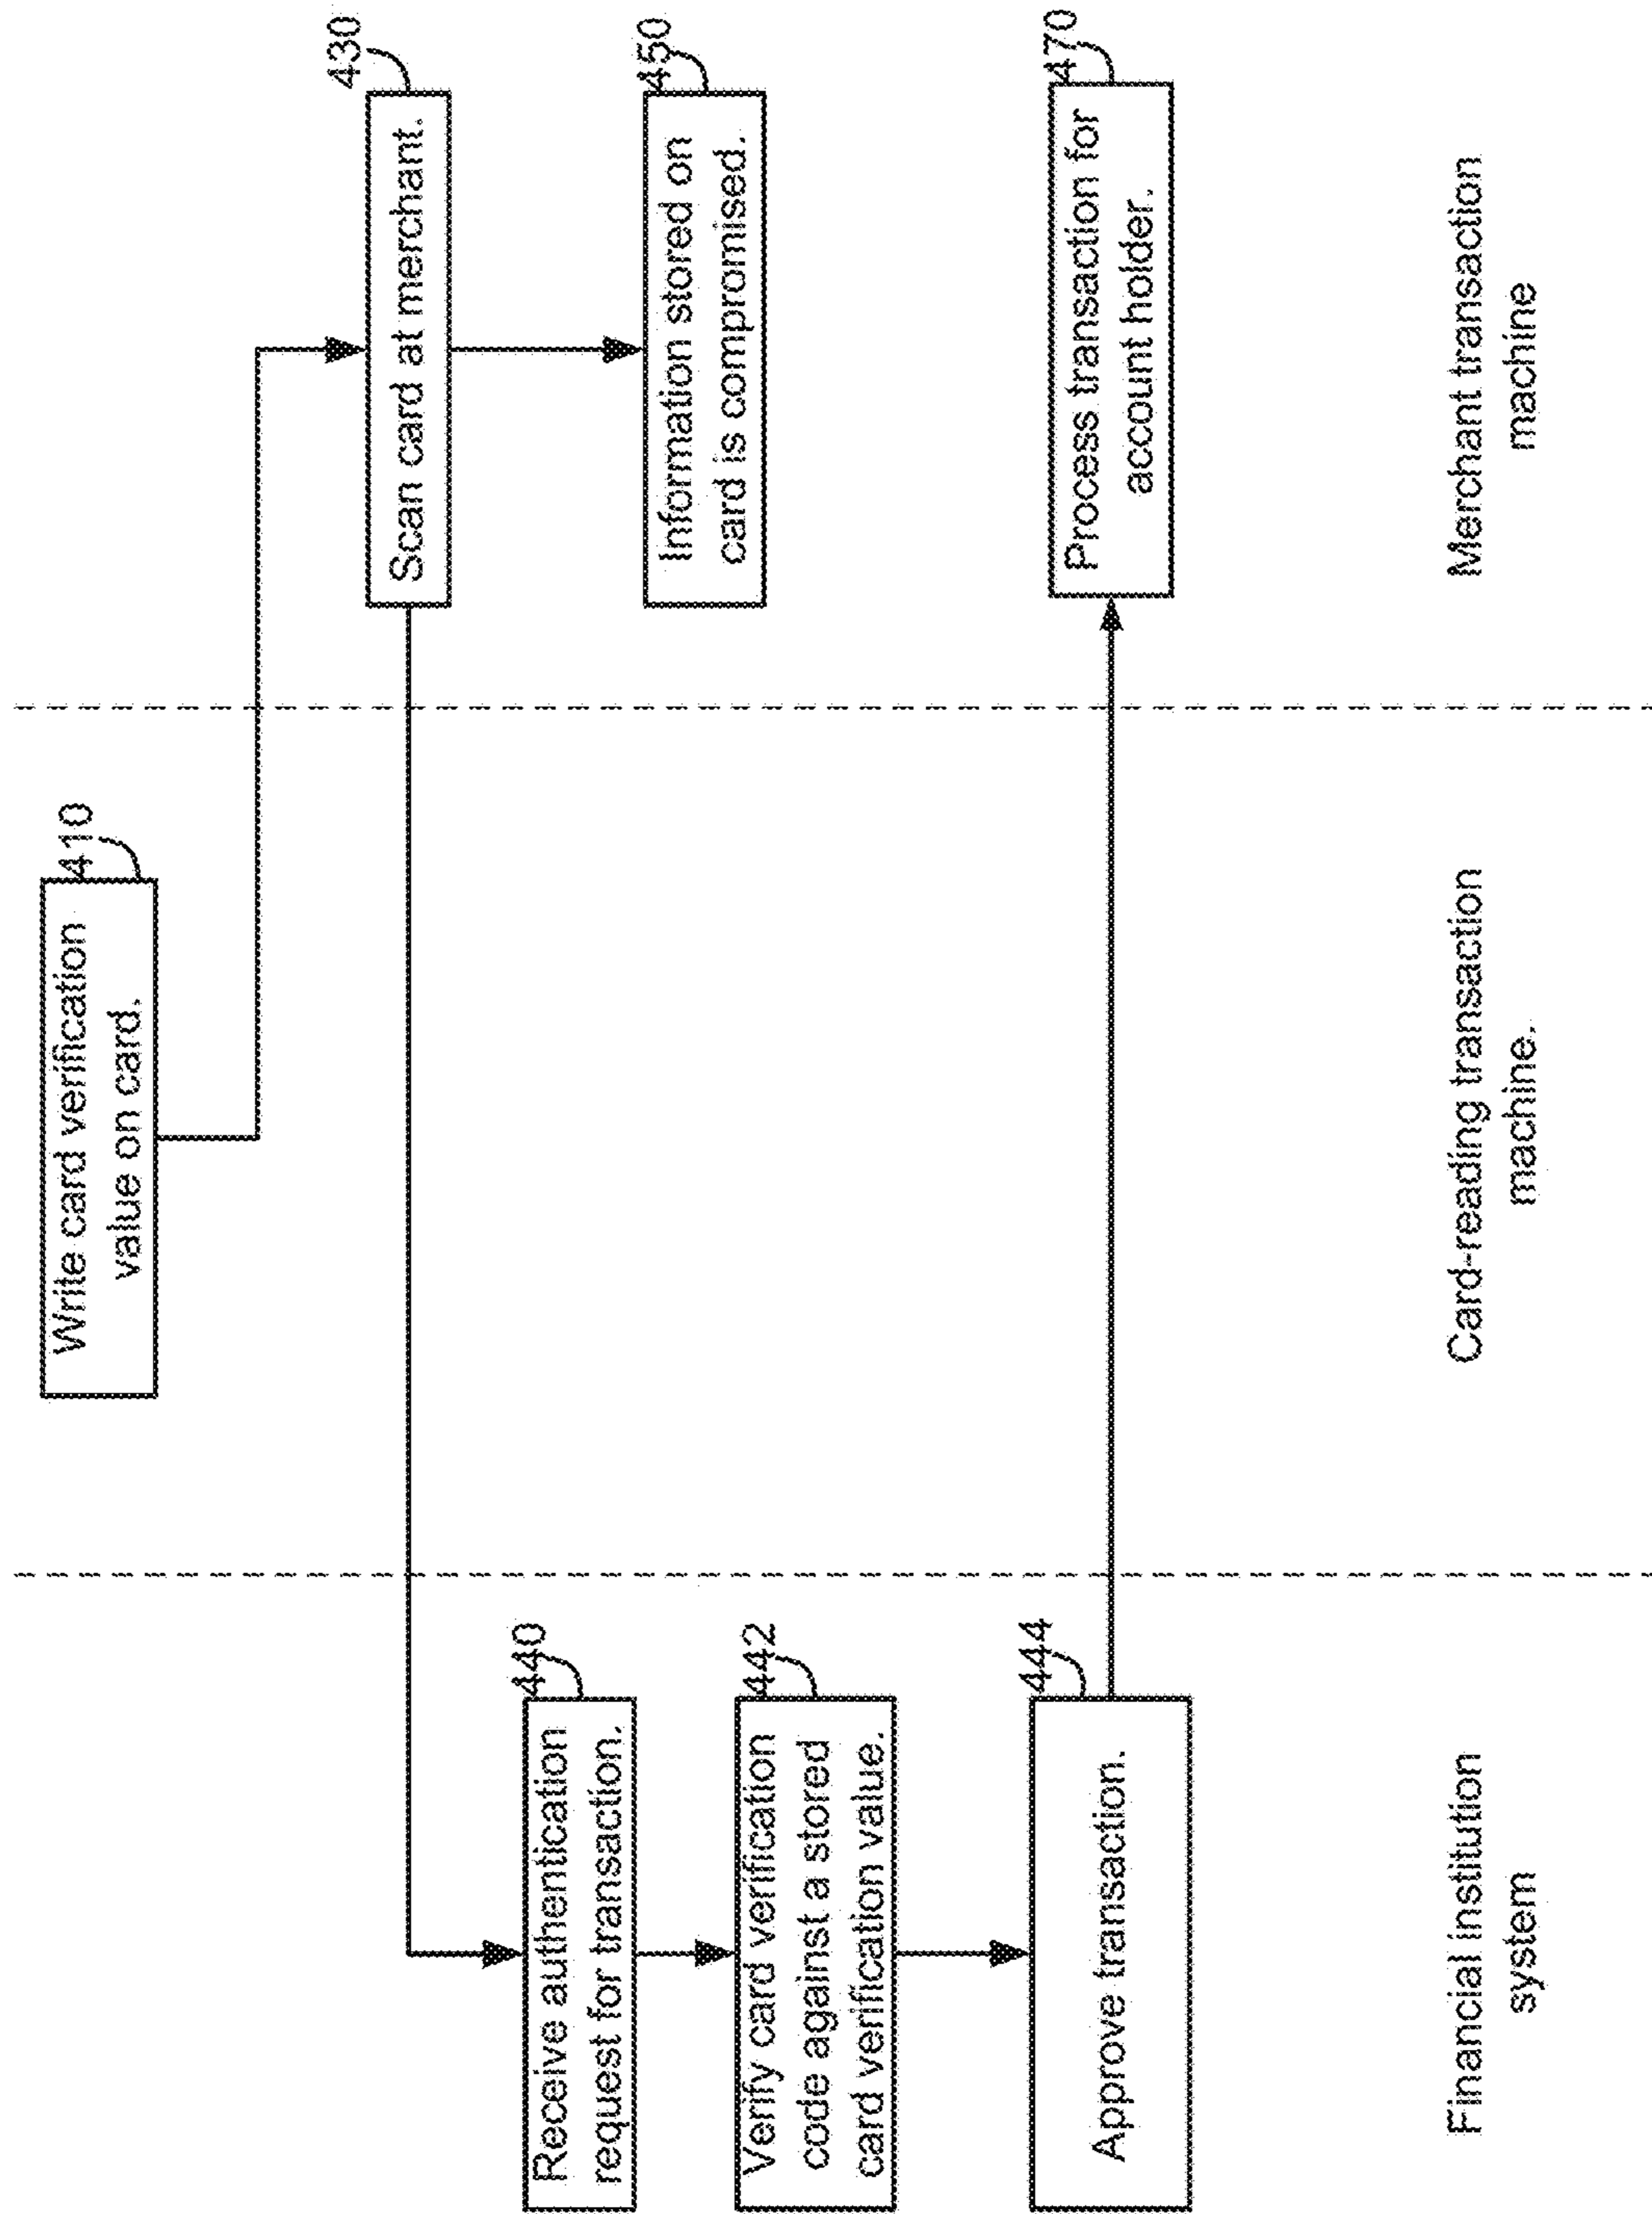 410
Write card verification
value on card.
430
Scan card at merchant.
440
Receive authentication
request for transaction.
450
Information stored on
card is compromised.
442
Verify card verification
code against a stored
card verification value.
444
Approve transaction.
470
Process transaction for
account holder.
Financial institution
system
Card-reading transaction
machine.
Merchant transaction
machine